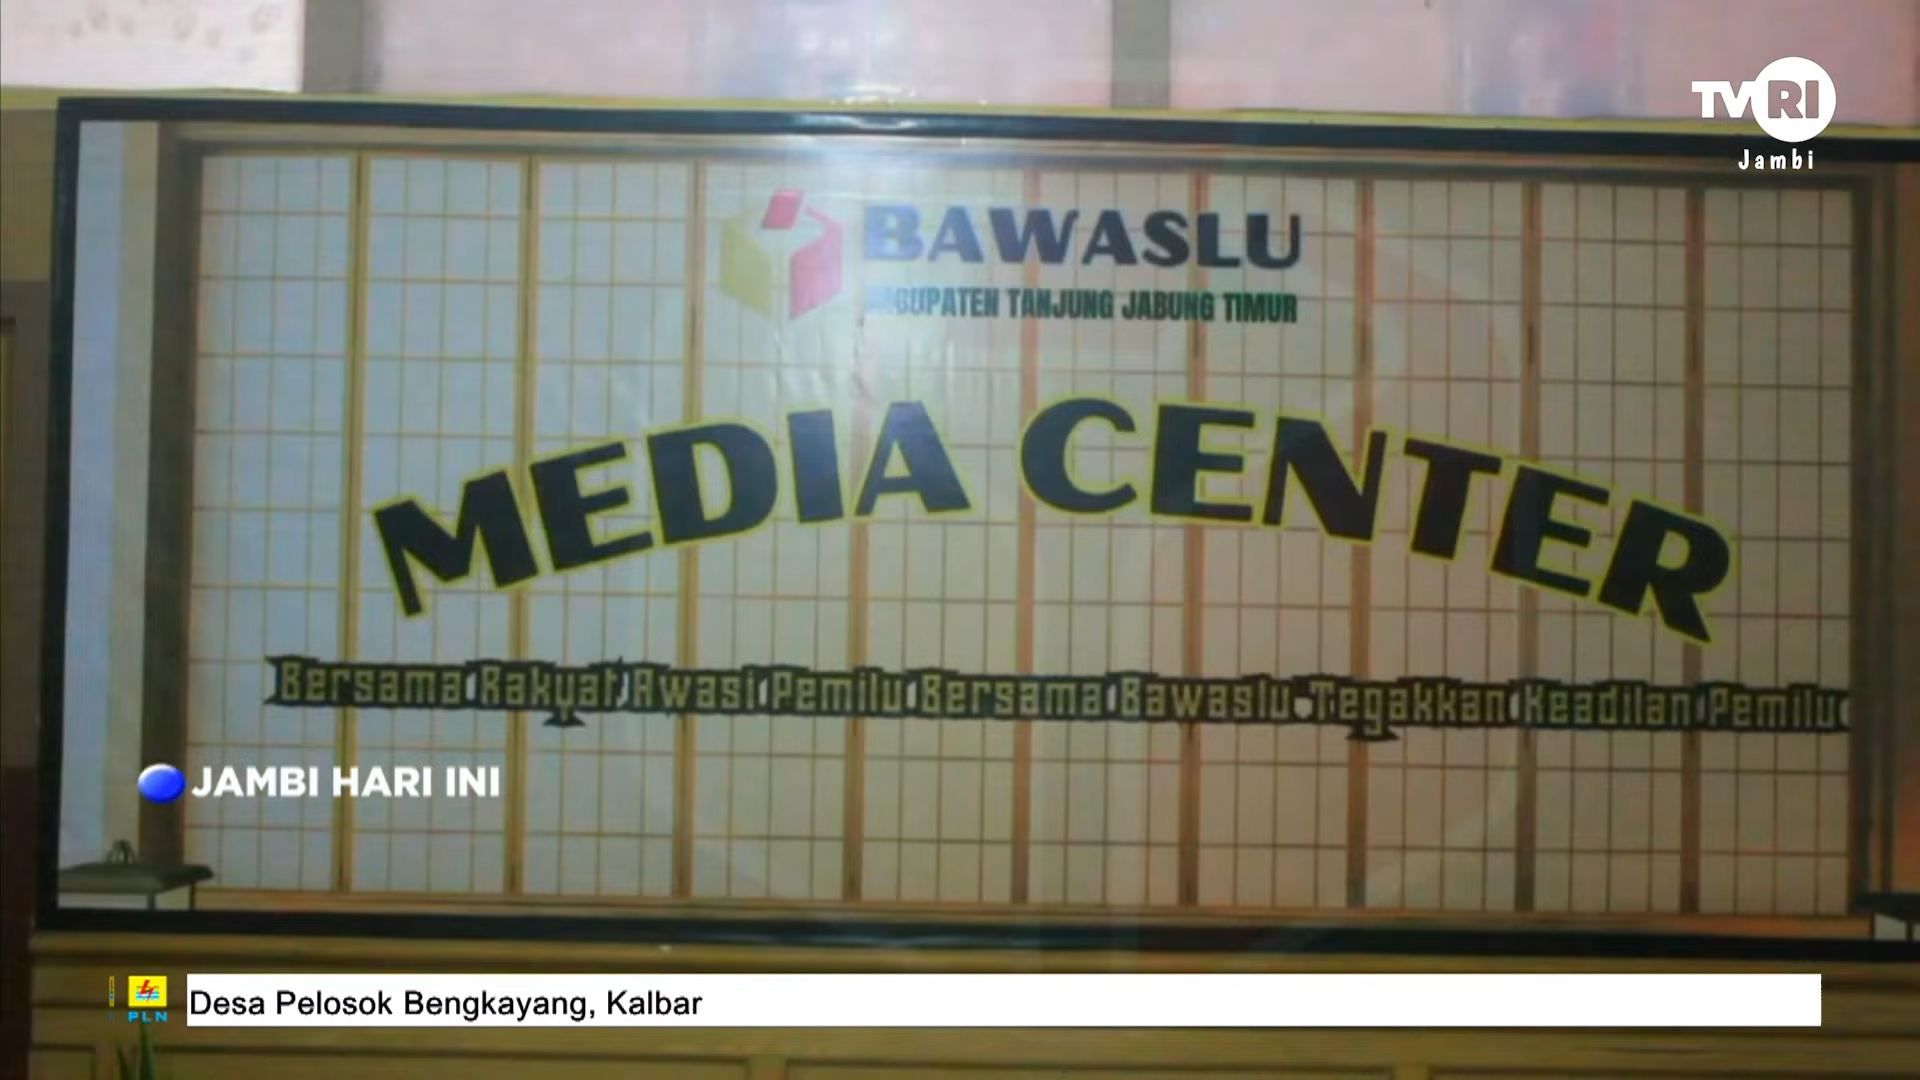 TVRI
Jambi
BAWASLU
KABUPATEN TANJUNG JABUNG TIMUR
MEDIA CENTER
Bersama Rakyat Awasi Pemilu Bersama Bawaslu Tegakkan Keadilan Pemilu
JAMBI HARI INI
PLN
Desa Pelosok Bengkayang, Kalbar